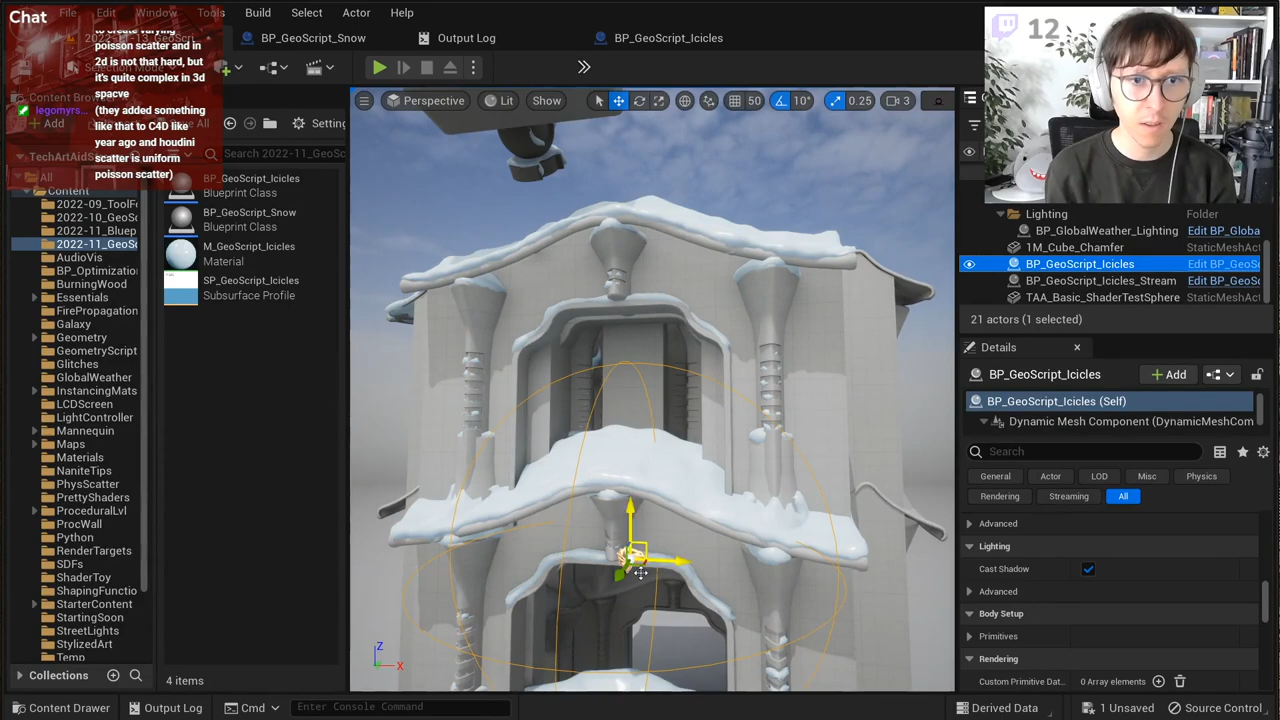 Chat
File Edit Window Tools Build Select Actor Help
BP_GeoScript_Snow
Output Log
BP_GeoScript_Icicles
to create varying
poisson scatter and in
2d is not that hard, but
it's quite complex in 3d
spacve
legomyrs...
(they added something
like that to C4D like
year ago and houdini
scatter is uniform
poisson scatter)
12
Content Browser
Add
All
Settin
TechArtAid
Search 2022-11_GeoSc
All
Content
2022-09_ToolF
2022-10_GeoSc
2022-11_Bluep
2022-11_GeoSc
AudioVis
BP_Optimizatio
BurningWood
Essentials
FirePropagation
Galaxy
Geometry
GeometryScript
Glitches
GlobalWeather
InstancingMats
LCDScreen
LightController
Mannequin
Maps
Materials
NaniteTips
PhysScatter
PrettyShaders
ProceduralLvl
ProcWall
Python
RenderTargets
SDFs
ShaderToy
ShapingFunctio
StarterContent
StartingSoon
StreetLights
StylizedArt
Temp
Collections
BP_GeoScript_Icicles
Blueprint Class
BP_GeoScript_Snow
Blueprint Class
M_GeoScript_Icicles
Material
SP_GeoScript_Icicles
Subsurface Profile
4 items
Perspective
Lit
Show
50
10°
0.25
3
Z
X
Lighting Folder
BP_GlobalWeather_Lighting Edit BP_Globa
1M_Cube_Chamfer StaticMeshAct
BP_GeoScript_Icicles Edit BP_GeoS
BP_GeoScript_Icicles_Stream Edit BP_GeoS
TAA_Basic_ShaderTestSphere StaticMeshAct
21 actors (1 selected)
Details
BP_GeoScript_Icicles
Add
BP_GeoScript_Icicles (Self)
Dynamic Mesh Component (DynamicMeshCom
Search
General Actor LOD Misc Physics
Rendering Streaming All
Advanced
Lighting
Cast Shadow
Advanced
Body Setup
Primitives
Rendering
Custom Primitive Dat... 0 Array elements
Content Drawer
Output Log
Cmd
Enter Console Command
Derived Data
1 Unsaved
Source Control